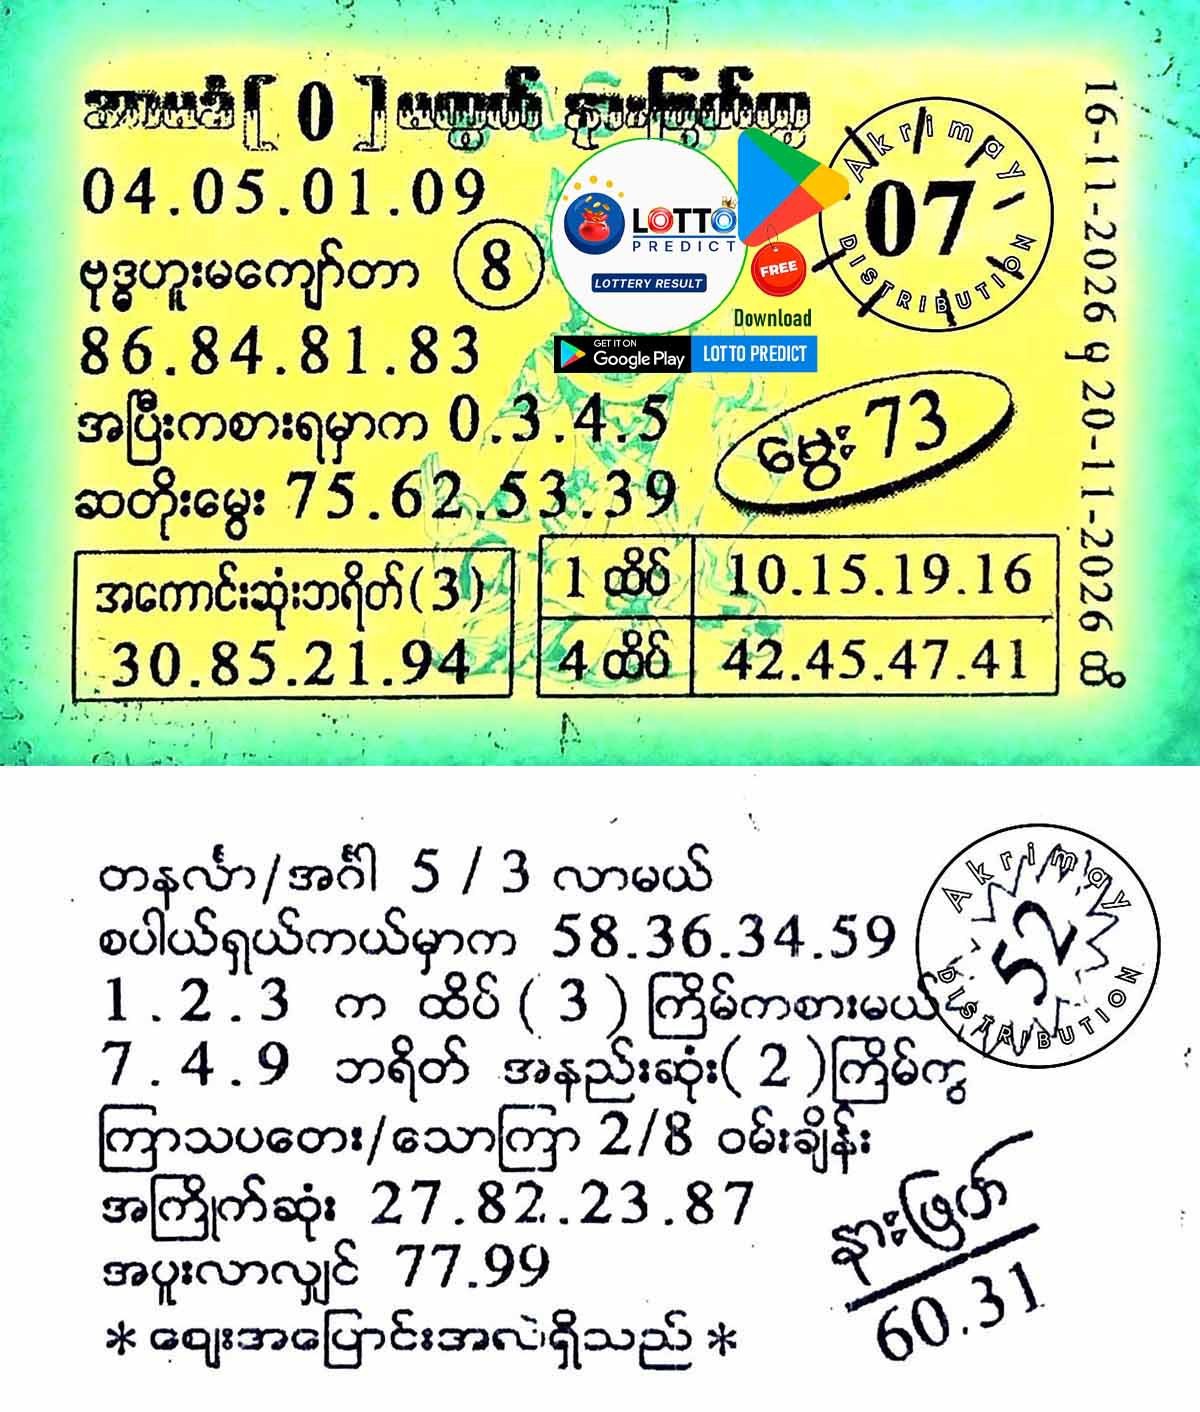 အာမခံ [ 0 ] မကွက် နားကြွက်ကွ
04.05.01.09
ဗုဒ္ဓဟူးမကျော်တာ 8
86.84.81.83
အပြီးကစားရမှာက 0.3.4.5
ဆတိုးမွေး 75.62.53.39
အကောင်းဆုံးဘရိတ်(3)
30.85.21.94
1 ထိပ် 10.15.19.16
4 ထိပ် 42.45.47.41
မွေး 73
Akrimay
07
DISTRIBUTION
16-11-2026 မှ 20-11-2026 ထိ
LOTTO
PREDICT
LOTTERY RESULT
FREE
Download
GET IT ON
Google Play
LOTTO PREDICT
တနင်္လာ/အင်္ဂါ 5 / 3 လာမယ်
စပါယ်ရှယ်ကယ်မှာက 58.36.34.59
1 . 2 . 3 က ထိပ် ( 3 ) ကြိမ်ကစားမယ်
7 . 4 . 9 ဘရိတ် အနည်းဆုံး( 2 )ကြိမ်ကွ
ကြာသပတေး/သောကြာ 2/8 ဝမ်းချိန်း
အကြိုက်ဆုံး 27.82.23.87
အပူးလာလျှင် 77.99
* ဈေးအပြောင်းအလဲရှိသည် *
Akrimay
52
DISTRIBUTION
နားဖြတ်
60.31